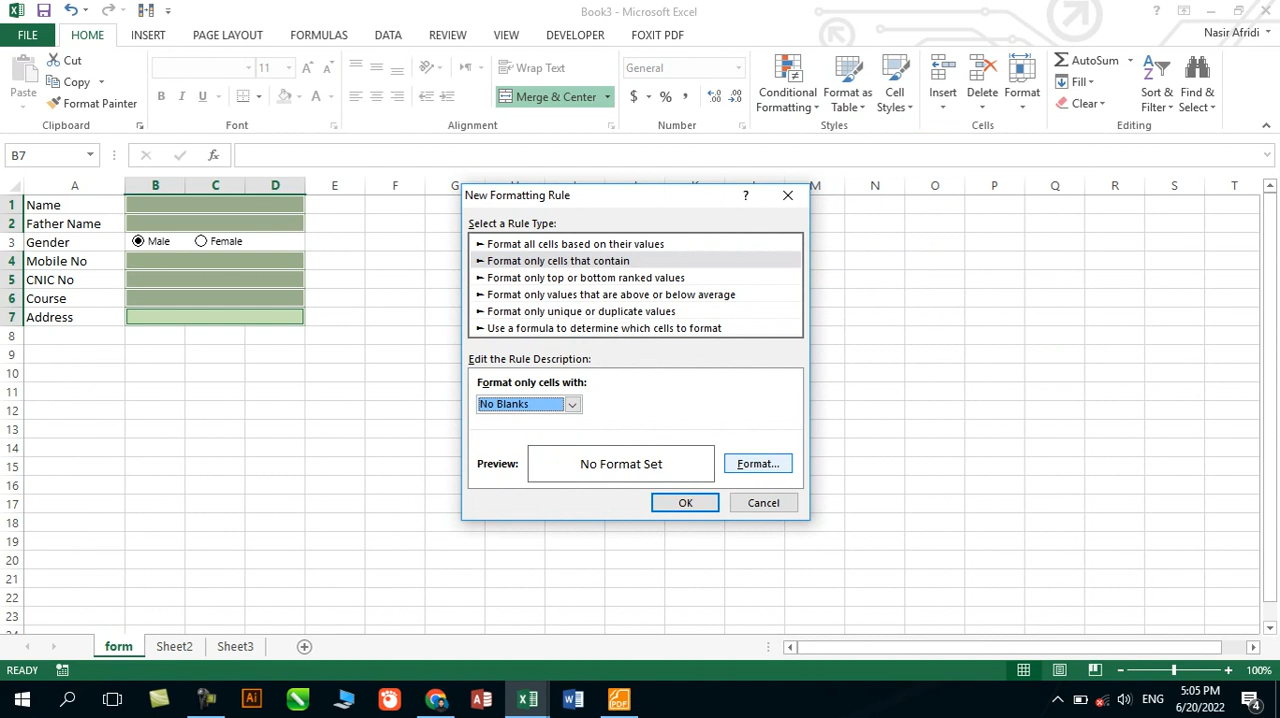 Book3 - Microsoft Excel
FILE HOME INSERT PAGE LAYOUT FORMULAS DATA REVIEW VIEW DEVELOPER FOXIT PDF Nasir Afridi
Cut
Copy
Format Painter
Paste
Clipboard
11
Font
Wrap Text
Merge & Center
Alignment
General
Number
Conditional Formatting
Format as Table
Cell Styles
Styles
Insert
Delete
Format
Cells
AutoSum
Fill
Clear
Sort & Filter
Find & Select
Editing
B7
A B C D E F G M N O P Q R S T
1 Name
2 Father Name
3 Gender Male Female
4 Mobile No
5 CNIC No
6 Course
7 Address
8
9
10
11
12
13
14
15
16
17
18
19
20
21
22
23
New Formatting Rule
Select a Rule Type:
► Format all cells based on their values
► Format only cells that contain
► Format only top or bottom ranked values
► Format only values that are above or below average
► Format only unique or duplicate values
► Use a formula to determine which cells to format
Edit the Rule Description:
Format only cells with:
No Blanks
Preview: No Format Set Format...
OK Cancel
form Sheet2 Sheet3
READY 100%
ENG 5:05 PM
6/20/2022
4